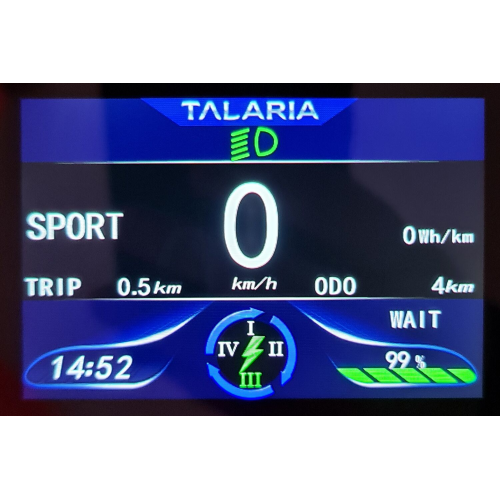 TALARIA
SPORT
0
km/h
0Wh/km
TRIP 0.5km
ODO 4km
WAIT
I
IV II
III
14:52
99%